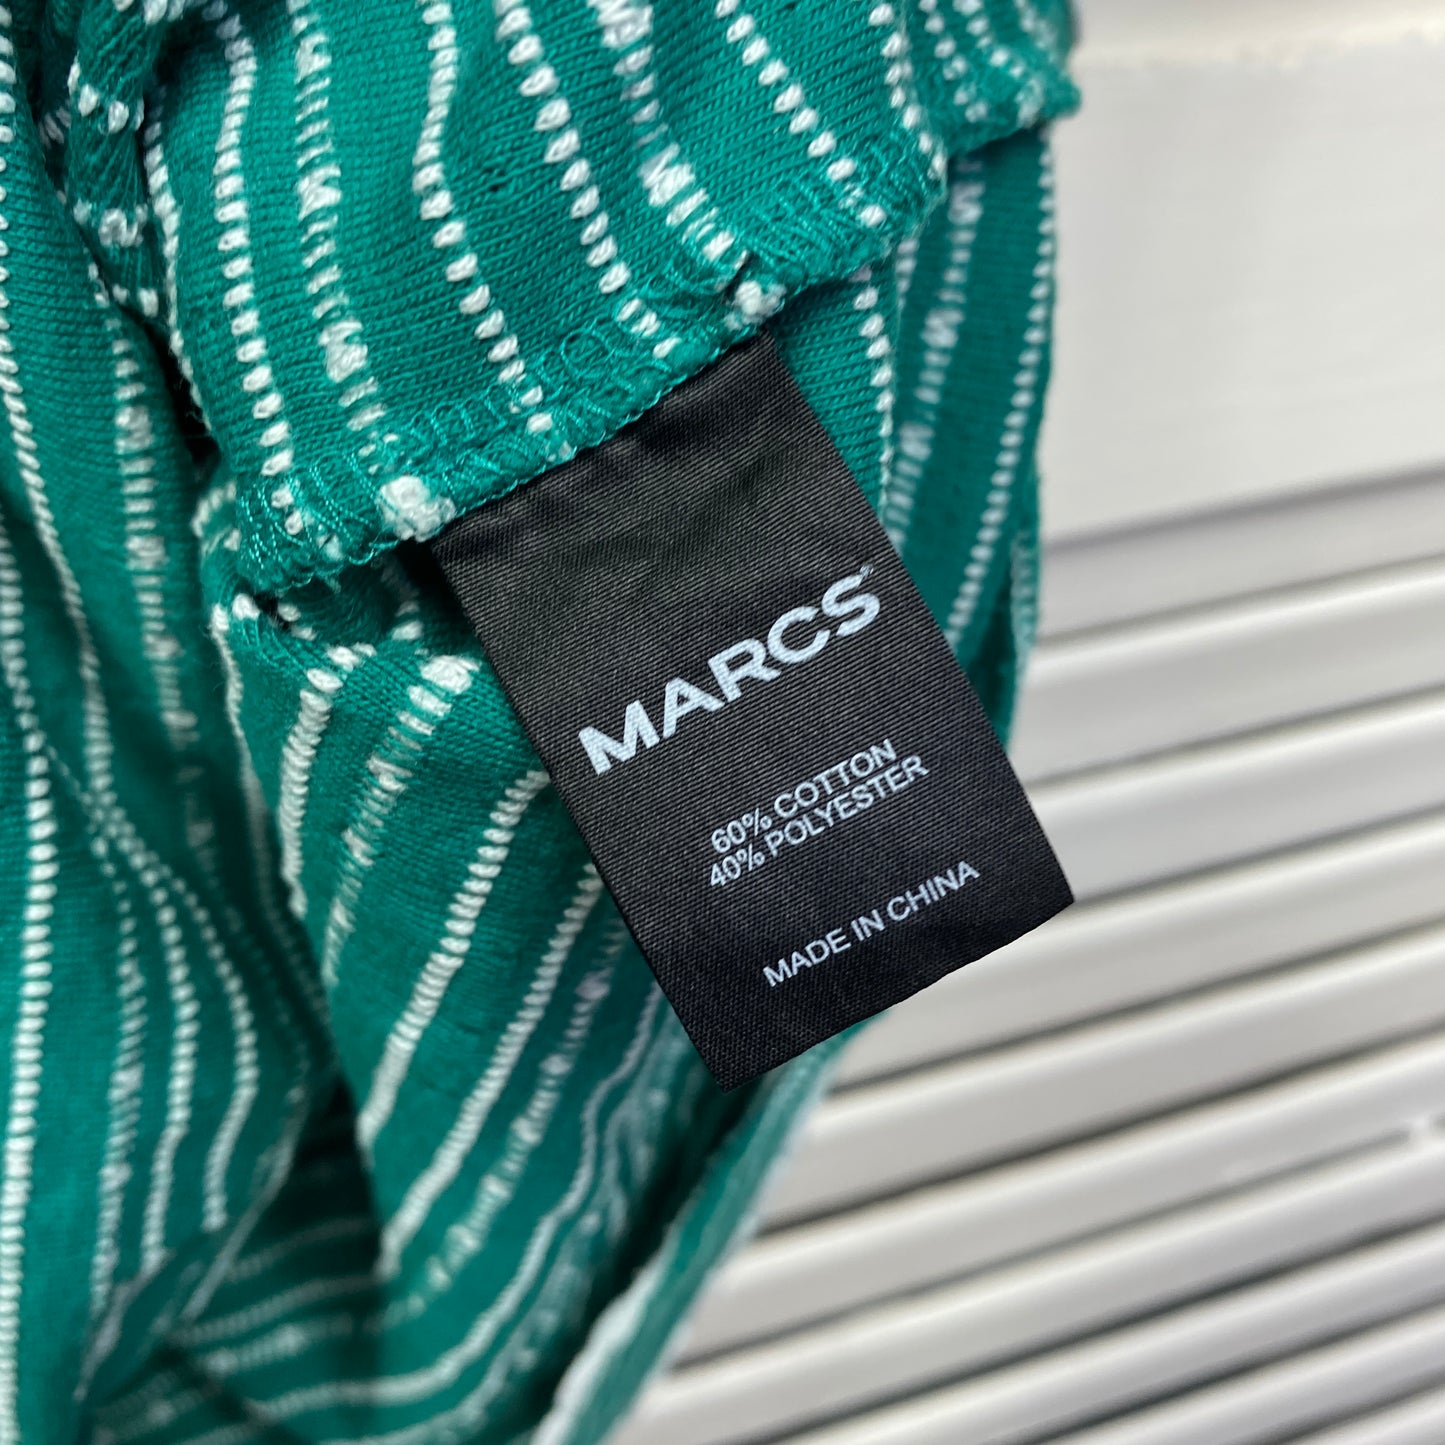 MARCS
60% COTTON
40% POLYESTER
MADE IN CHINA